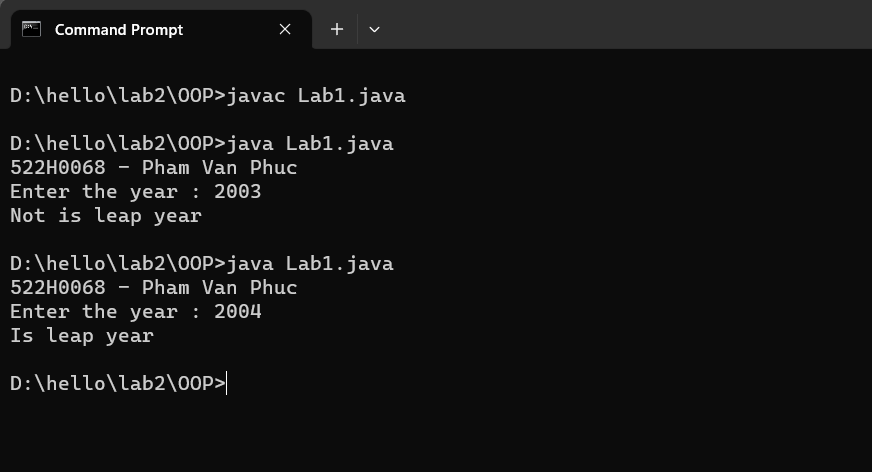 Command Prompt
D:\hello\lab2\OOP>javac Lab1.java
D:\hello\lab2\OOP>java Lab1.java
522H0068 - Pham Van Phuc
Enter the year : 2003
Not is leap year
D:\hello\lab2\OOP>java Lab1.java
522H0068 - Pham Van Phuc
Enter the year : 2004
Is leap year
D:\hello\lab2\OOP>